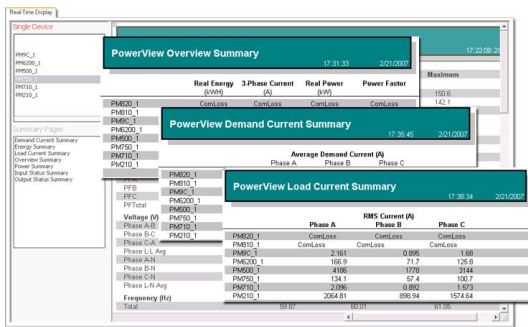 Real-Time Display
Single Device
PM9C_1
PM6200_1
PM500_1
PM750_1
PM710_1
PM210_1
Summary Pages
Demand Current Summary
Energy Summary
Load Current Summary
Overview Summary
Power Summary
Input Status Summary
Output Status Summary
17:22:08 2/
Maximum
150.6
142.1
PowerView Overview Summary
17:31:33 2/21/2007
Real Energy 3-Phase Current Real Power Power Factor
(kWH) (A) (kW)
PM820_1 ComLoss ComLoss ComLoss ComLoss
PM810_1
PM9C_1
PM6200_1
PM500_1
PM750_1
PM710_1
PM210_1
PowerView Demand Current Summary
17:35:45 2/21/2007
Average Demand Current (A)
Phase A Phase B Phase C
PM820_1
PM810_1
PM9C_1
PM6200_1
PM500_1
PM750_1
PM710_1
PM210_1
PFB
PFC
PFTotal
Voltage (V)
Phase A-B
Phase B-C
Phase C-A
Phase L-L Avg
Phase A-N
Phase B-N
Phase C-N
Phase L-N Avg
Frequency (Hz)
Total 59.87 60.01 61.05
PowerView Load Current Summary
17:38:34 2/21/2007
RMS Current (A)
Phase A Phase B Phase C
PM820_1 ComLoss ComLoss ComLoss
PM810_1 ComLoss ComLoss ComLoss
PM9C_1 2.161 0.895 1.68
PM6200_1 166.9 71.7 125.8
PM500_1 4186 1778 3144
PM750_1 134.1 57.4 100.7
PM710_1 2.096 0.892 1.573
PM210_1 2064.81 898.94 1574.64